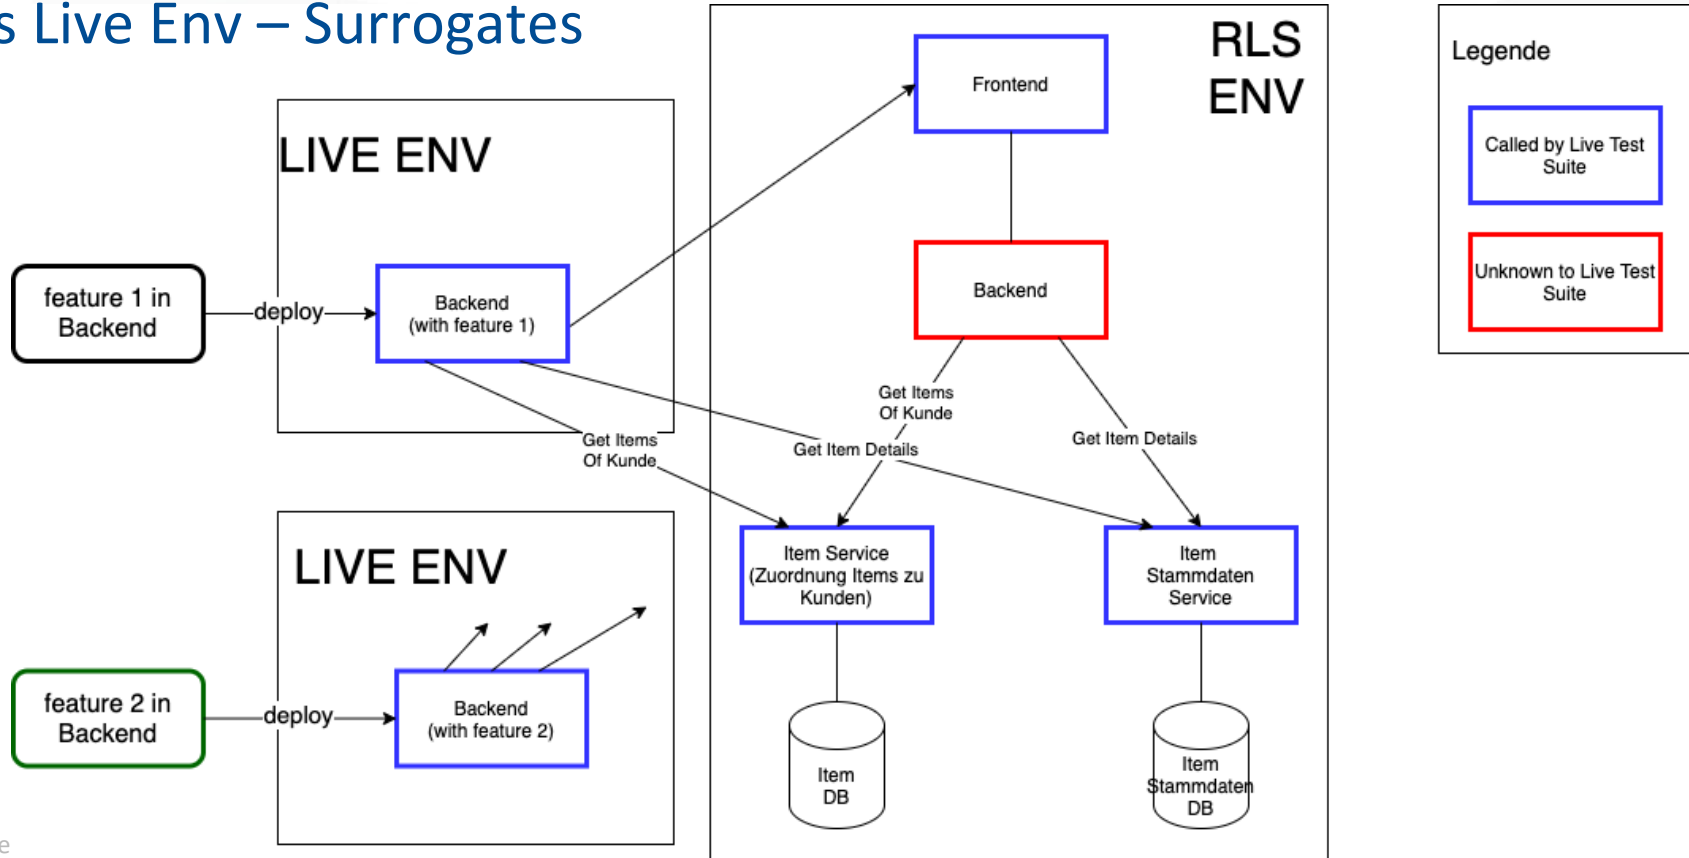 s Live Env – Surrogates
RLS
ENV
Legende
Frontend
Called by Live Test
Suite
LIVE ENV
Unknown to Live Test
Suite
feature 1 in
Backend
deploy
Backend
(with feature 1)
Backend
Get Items
Of Kunde
Get Item Details
Get Items
Of Kunde
Get Item Details
LIVE ENV
Item Service
(Zuordnung Items zu
Kunden)
Item
Stammdaten
Service
feature 2 in
Backend
deploy
Backend
(with feature 2)
Item
DB
Item
Stammdaten
DB
e